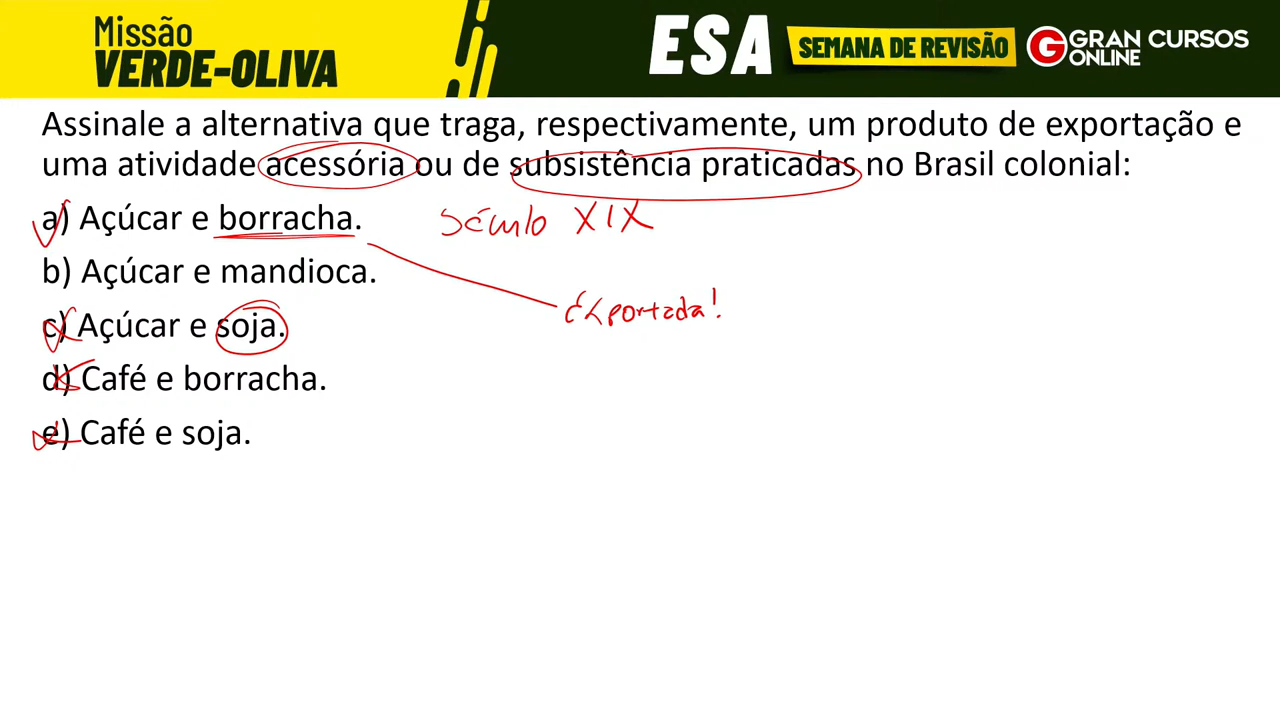 Missão
VERDE-OLIVA
ESA
SEMANA DE REVISÃO
G GRAN CURSOS
ONLINE
Assinale a alternativa que traga, respectivamente, um produto de exportação e
uma atividade acessória ou de subsistência praticadas no Brasil colonial:
a) Açúcar e borracha.
século XIX
b) Açúcar e mandioca.
Exportada!
c) Açúcar e soja.
d) Café e borracha.
e) Café e soja.